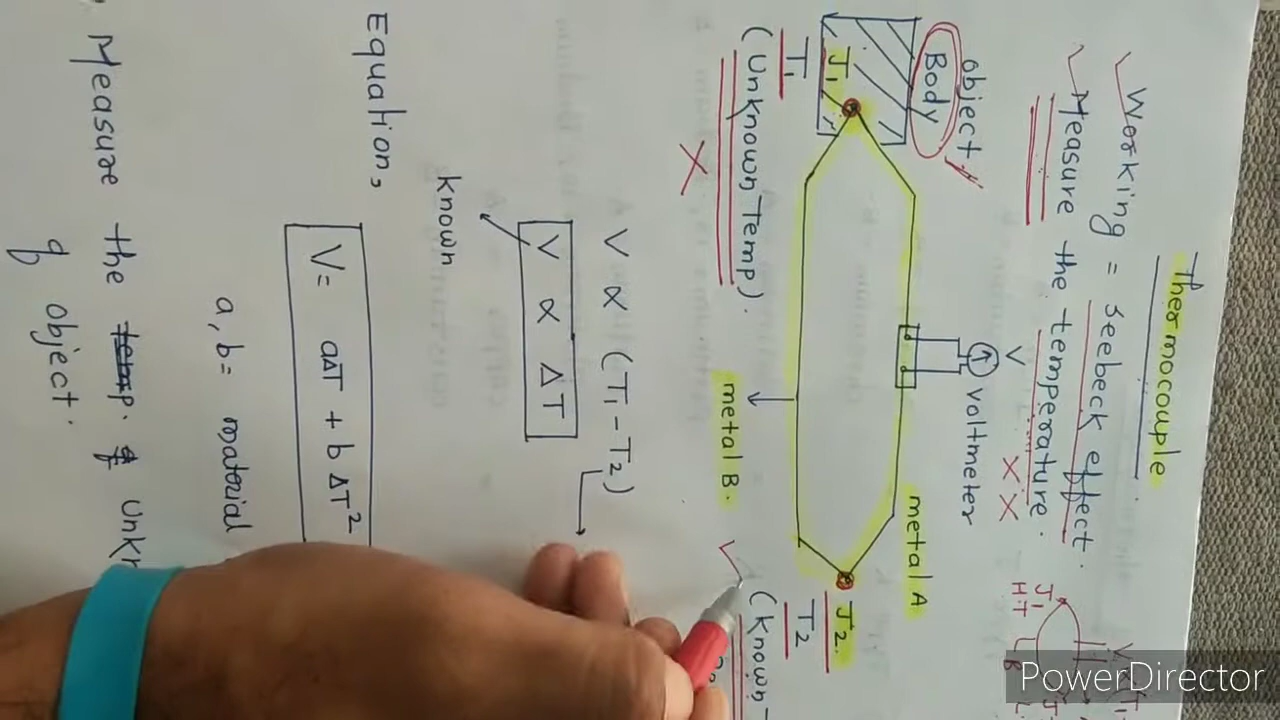 Thermocouple
Working = Seebeck effect.
Measure the temperature.
object
Body
V
voltmeter
metal A
J1
J2
T1
T2
(Unknown Temp).
(Known
metal B.
V ∝ (T1 - T2)
V ∝ ΔT
known
Equation,
V = aΔT + bΔT²
a, b = material
Measure the temp. of Unkn
of object.
J1
H.T
B
PowerDirector